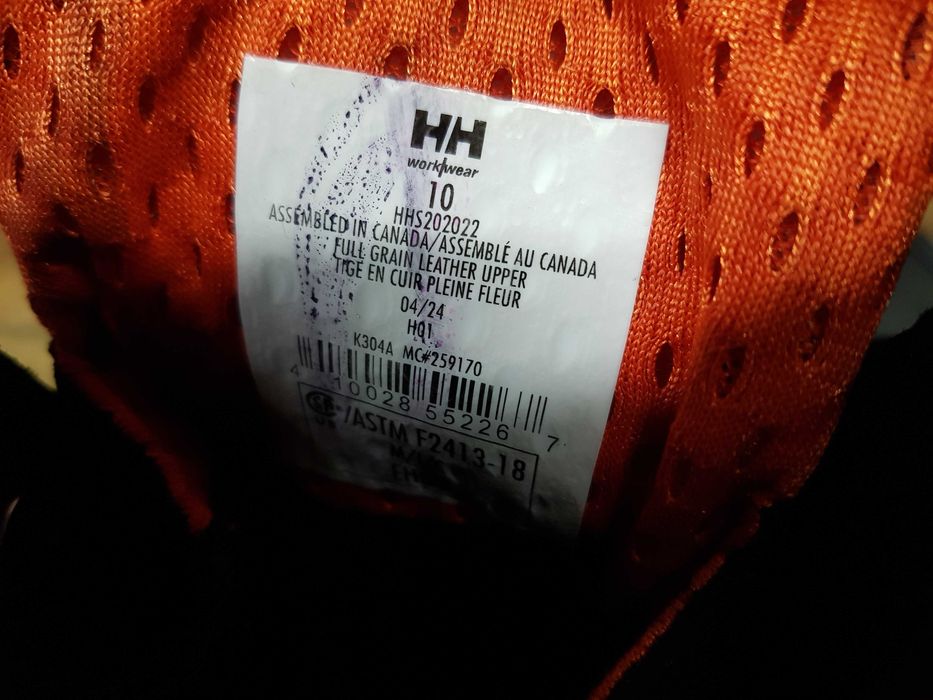 HH
workwear
10
HHS202022
ASSEMBLED IN CANADA/ASSEMBLÉ AU CANADA
FULL GRAIN LEATHER UPPER
TIGE EN CUIR PLEINE FLEUR
04/24
HQ1
K304A MC#259170
4 10028 55226 7
/ASTM F2413-18